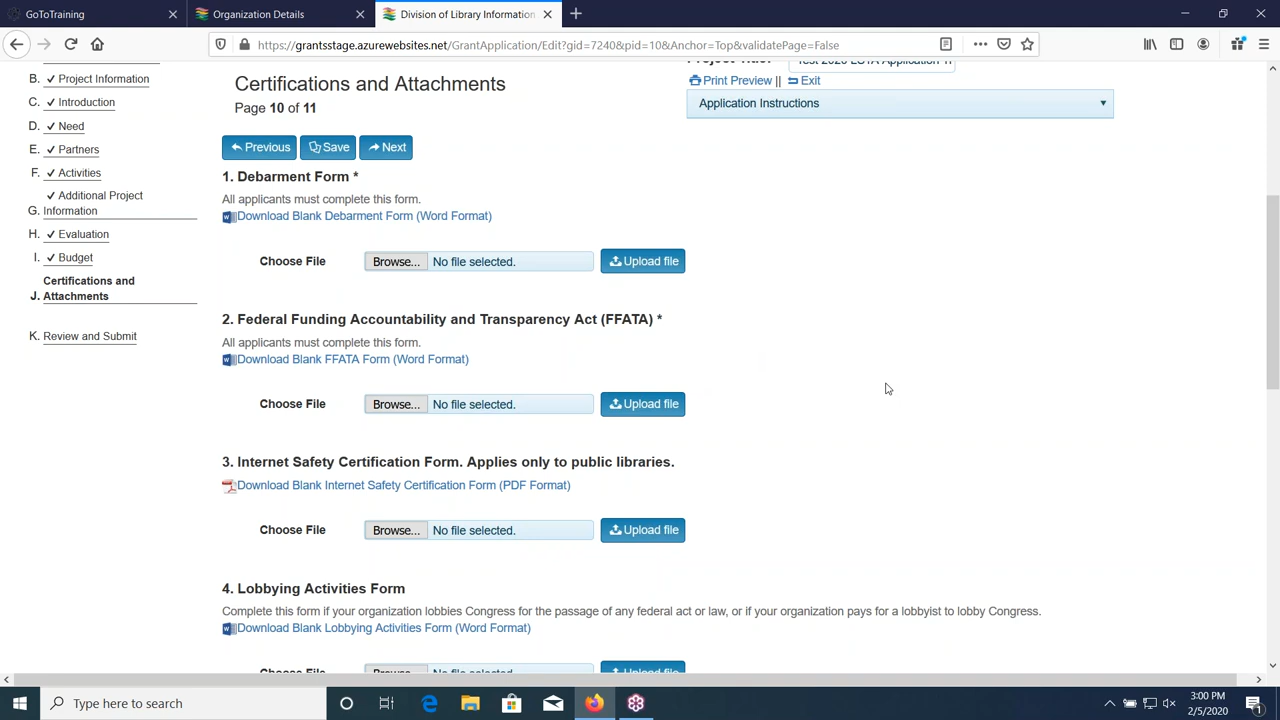 GoToTraining
Organization Details
Division of Library Information
https://grantsstage.azurewebsites.net/GrantApplication/Edit?gid=7240&pid=10&Anchor=Top&validatePage=False
B. ✓ Project Information
C. ✓ Introduction
D. ✓ Need
E. ✓ Partners
F. ✓ Activities
✓ Additional Project
G. Information
H. ✓ Evaluation
I. ✓ Budget
Certifications and
J. Attachments
K. Review and Submit
Certifications and Attachments
Page 10 of 11
Print Preview || Exit
Application Instructions
Previous Save Next
1. Debarment Form *
All applicants must complete this form.
Download Blank Debarment Form (Word Format)
Choose File Browse... No file selected. Upload file
2. Federal Funding Accountability and Transparency Act (FFATA) *
All applicants must complete this form.
Download Blank FFATA Form (Word Format)
Choose File Browse... No file selected. Upload file
3. Internet Safety Certification Form. Applies only to public libraries.
Download Blank Internet Safety Certification Form (PDF Format)
Choose File Browse... No file selected. Upload file
4. Lobbying Activities Form
Complete this form if your organization lobbies Congress for the passage of any federal act or law, or if your organization pays for a lobbyist to lobby Congress.
Download Blank Lobbying Activities Form (Word Format)
Choose File Browse... No file selected. Upload file
Type here to search
3:00 PM
2/5/2020
1